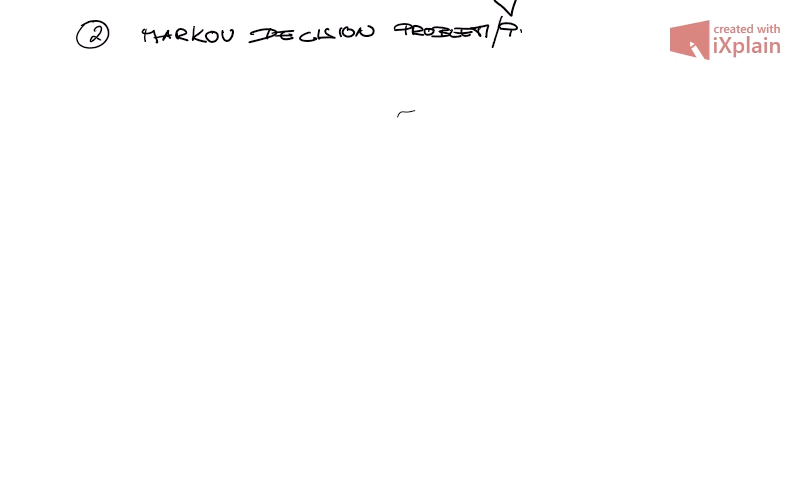 ② MARKOV DECISION PROBLEM/P.
created with
iXplain